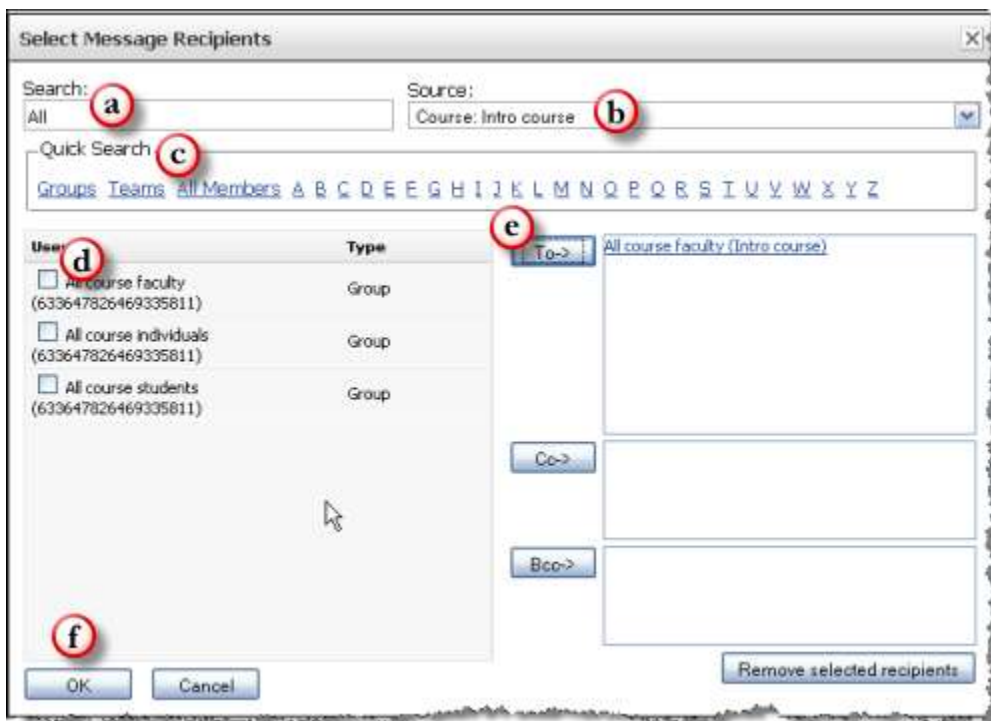 Select Message Recipients
Search:
a
All
Source:
Course: Intro course
b
Quick Search
c
Groups Teams All Members A B C D E F G H I J K L M N O P Q R S T U V W X Y Z
d
Type
All course faculty
(633647826469335811)
Group
All course individuals
(633647826469335811)
Group
All course students
(633647826469335811)
Group
e
To->
All course faculty (Intro course)
Cc->
Bcc->
f
OK
Cancel
Remove selected recipients